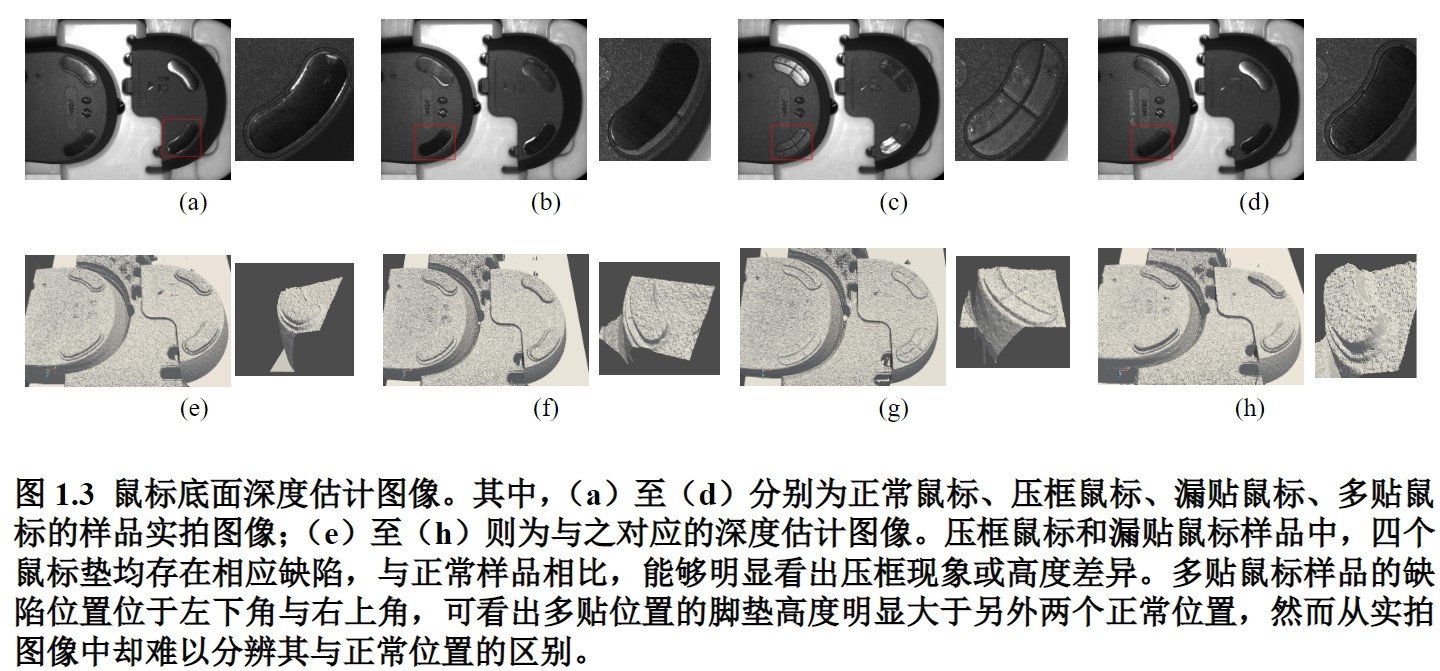 (a) (b) (c) (d)
(e) (f) (g) (h)
图 1.3 鼠标底面深度估计图像。其中，（a）至（d）分别为正常鼠标、压框鼠标、漏贴鼠标、多贴鼠
标的样品实拍图像；（e）至（h）则为与之对应的深度估计图像。压框鼠标和漏贴鼠标样品中，四个
鼠标垫均存在相应缺陷，与正常样品相比，能够明显看出压框现象或高度差异。多贴鼠标样品的缺
陷位置位于左下角与右上角，可看出多贴位置的脚垫高度明显大于另外两个正常位置，然而从实拍
图像中却难以分辨其与正常位置的区别。